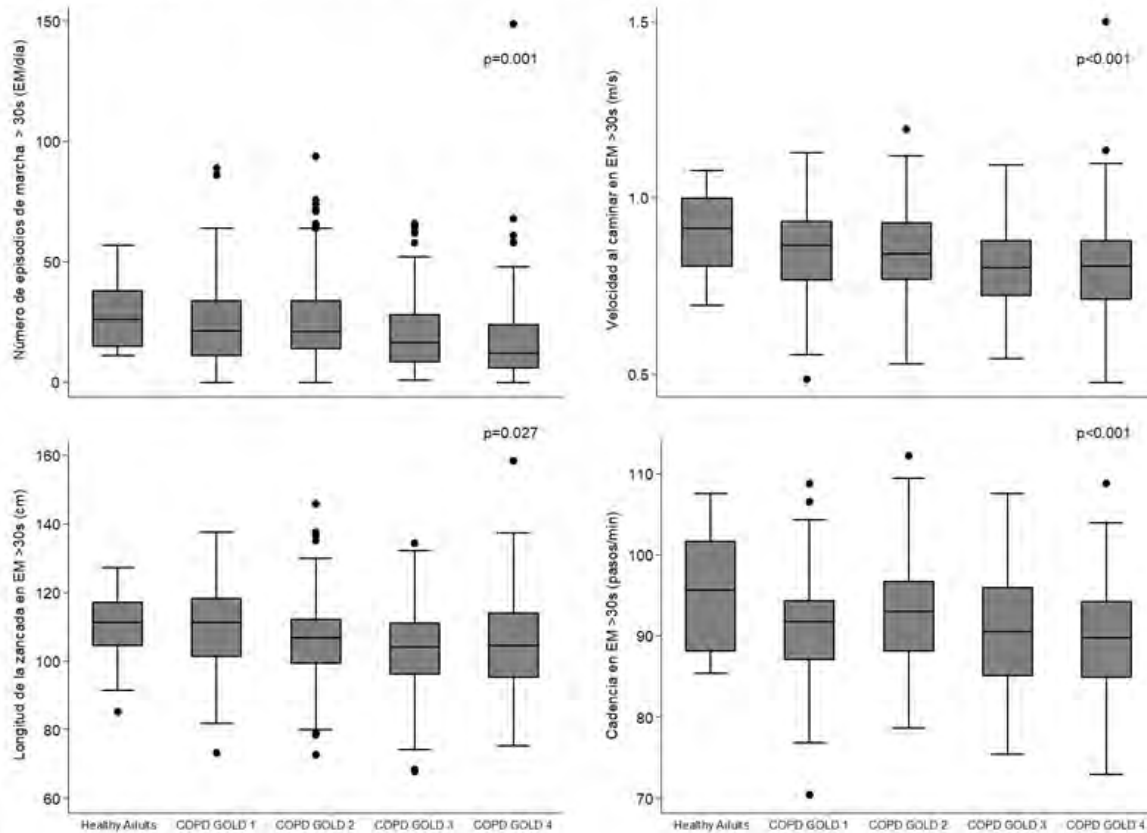 Número de episodios de marcha > 30s (EM/día)
150
100
50
0
p=0.001
Velocidad al caminar en EM >30s (m/s)
1.5
1.0
0.5
p<0.001
Longitud de la zancada en EM >30s (cm)
160
140
120
100
80
60
p=0.027
Healthy Adults COPD GOLD 1 COPD GOLD 2 COPD GOLD 3 COPD GOLD 4
Cadencia en EM >30s (pasos/min)
110
100
90
80
70
p<0.001
Healthy Adults COPD GOLD 1 COPD GOLD 2 COPD GOLD 3 COPD GOLD 4